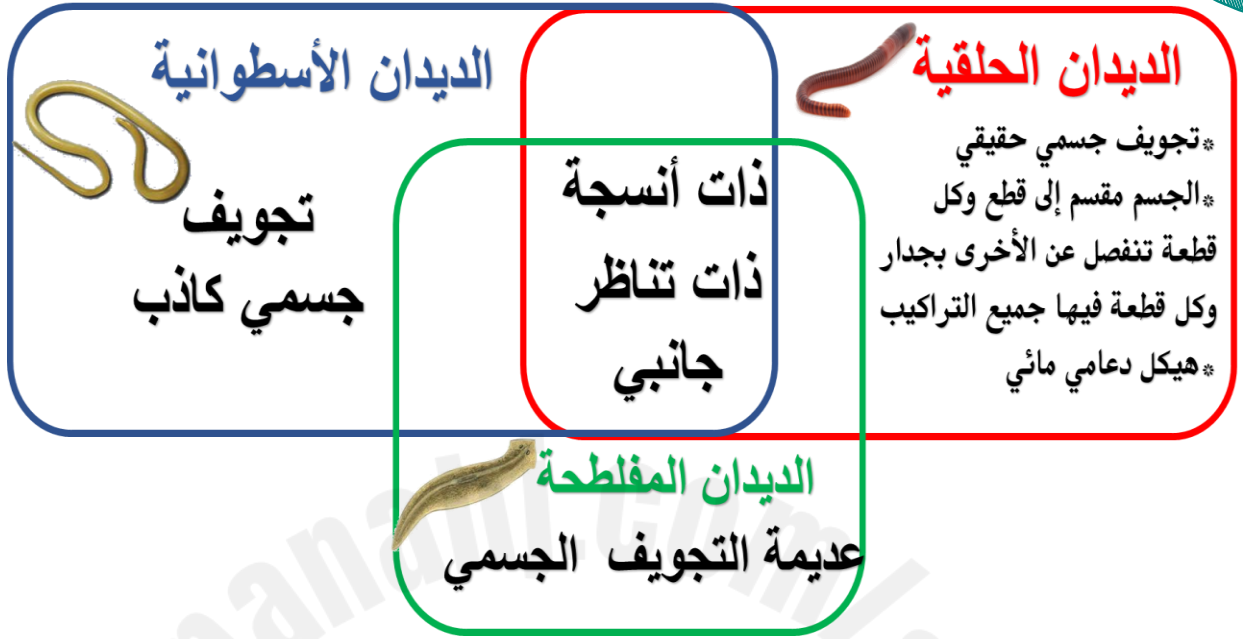 الديدان الحلقية
*تجويف جسمي حقيقي
*الجسم مقسم إلى قطع وكل
قطعة تنفصل عن الأخرى بجدار
وكل قطعة فيها جميع التراكيب
*هيكل دعامي مائي
الديدان الأسطوانية
تجويف
جسمي كاذب
ذات أنسجة
ذات تناظر
جانبي
الديدان المفلطحة
عديمة التجويف الجسمي